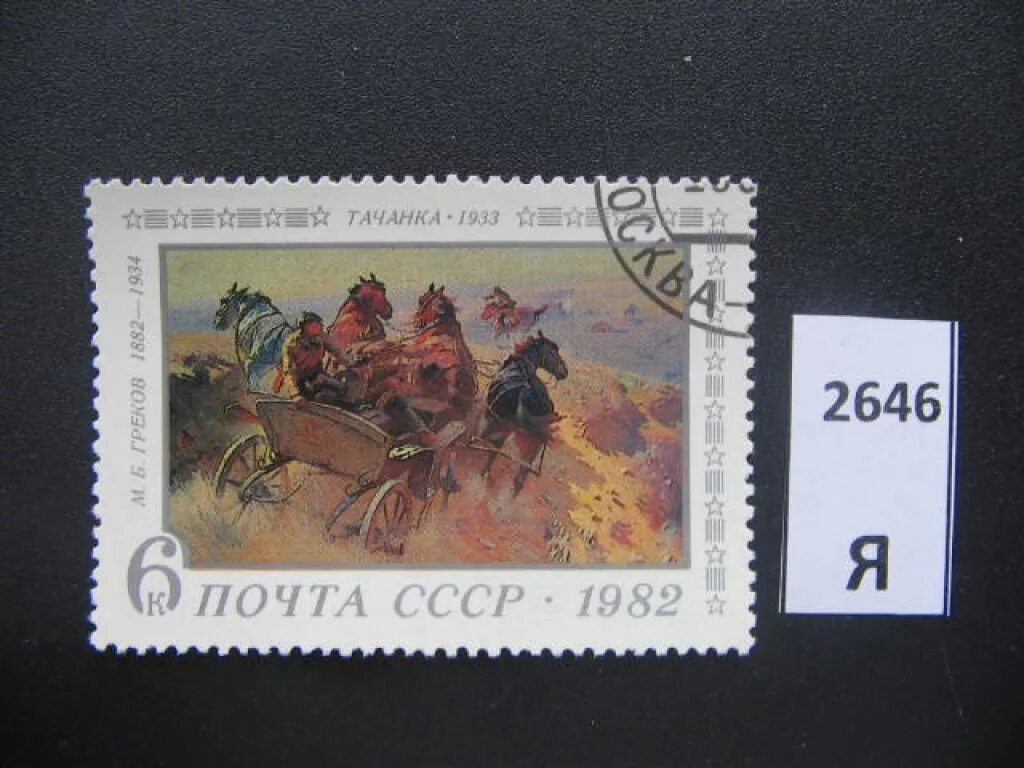 ТАЧАНКА • 1933
М. Б. ГРЕКОВ 1882—1934
6к ПОЧТА СССР • 1982
ОСКВА
2646
Я